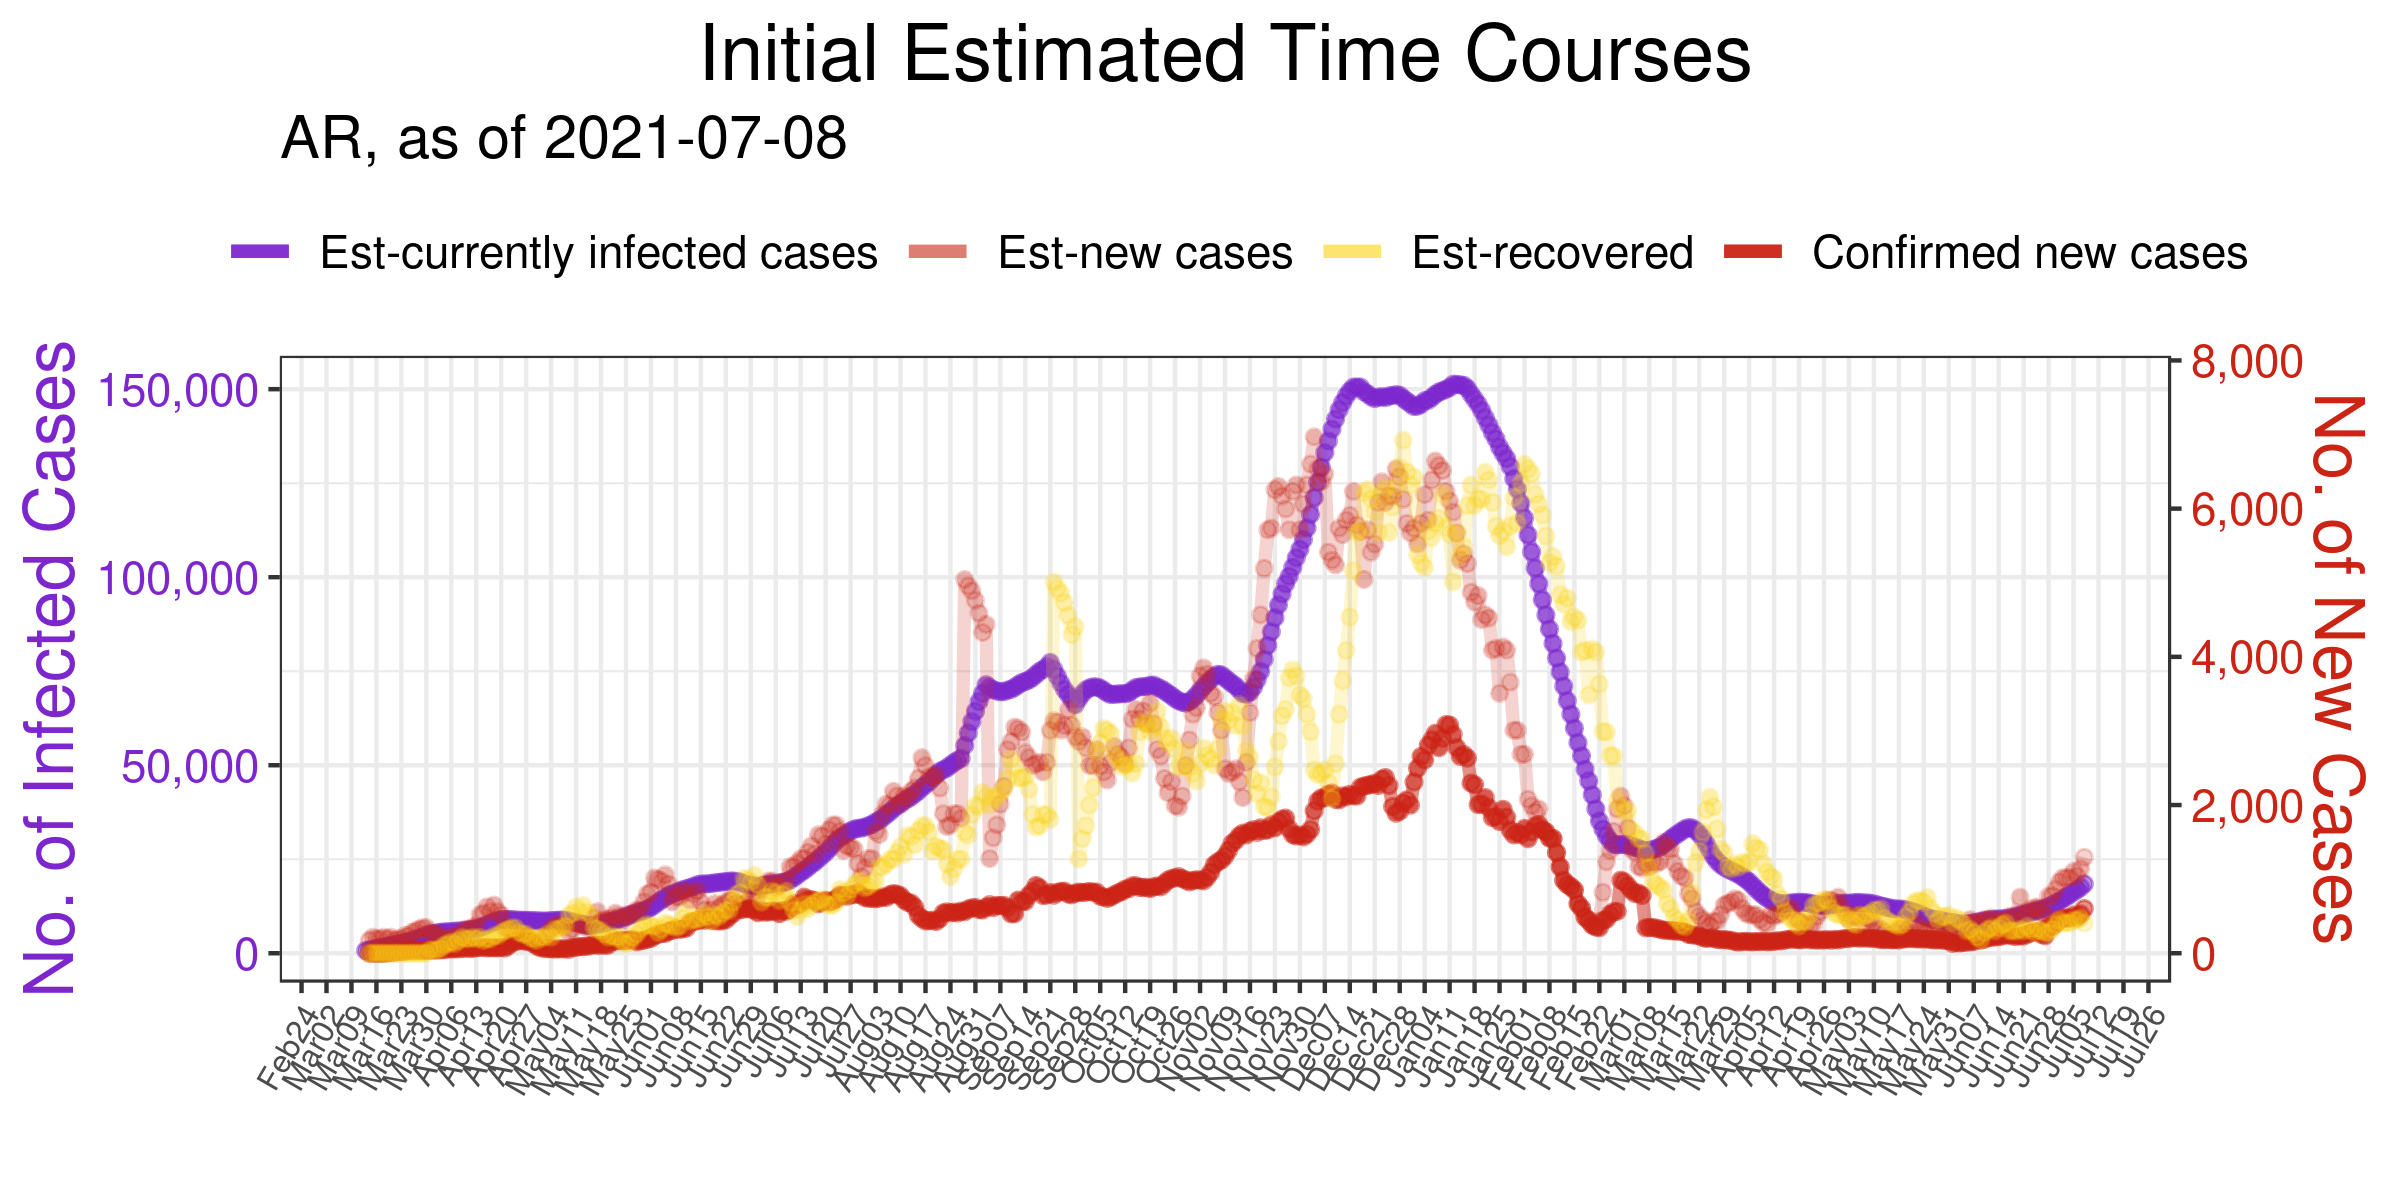 Initial Estimated Time Courses
AR, as of 2021-07-08
Est-currently infected cases Est-new cases Est-recovered Confirmed new cases
No. of Infected Cases
150,000
100,000
50,000
0
8,000
6,000
4,000
2,000
0
No. of New Cases
Feb24 Mar02 Mar09 Mar16 Mar23 Mar30 Apr06 Apr13 Apr20 Apr27 May04 May11 May18 May25 Jun01 Jun08 Jun15 Jun22 Jun29 Jul06 Jul13 Jul20 Jul27 Aug03 Aug10 Aug17 Aug24 Aug31 Sep07 Sep14 Sep21 Sep28 Oct05 Oct12 Oct19 Oct26 Nov02 Nov09 Nov16 Nov23 Nov30 Dec07 Dec14 Dec21 Dec28 Jan04 Jan11 Jan18 Jan25 Feb01 Feb08 Feb15 Feb22 Mar01 Mar08 Mar15 Mar22 Mar29 Apr05 Apr12 Apr19 Apr26 May03 May10 May17 May24 May31 Jun07 Jun14 Jun21 Jun28 Jul05 Jul12 Jul19 Jul26